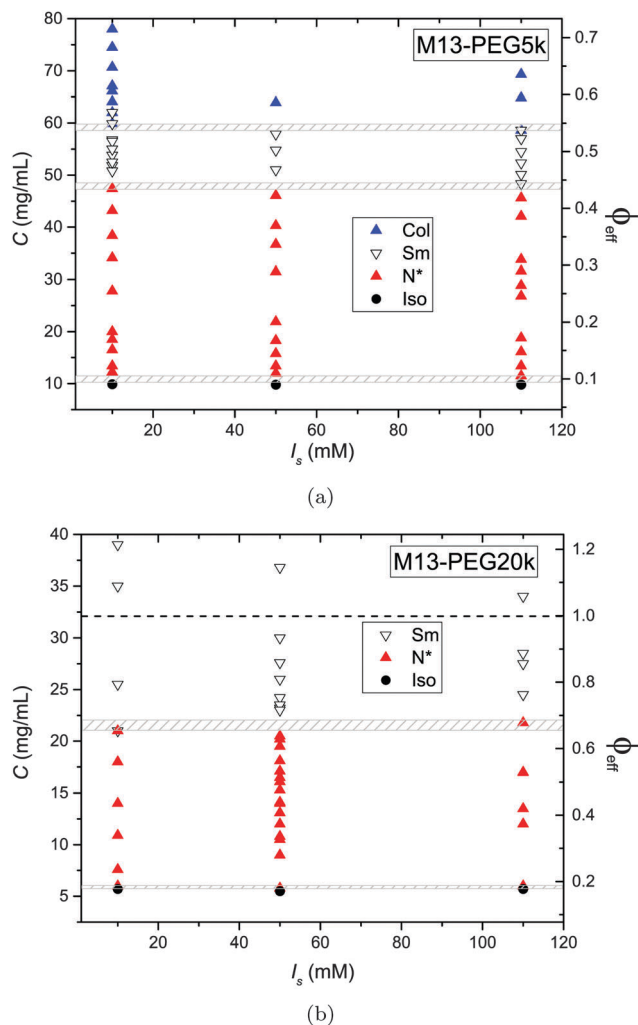 M13-PEG5k
80
70
60
50
40
30
20
10
C (mg/mL)
0.7
0.6
0.5
0.4
0.3
0.2
0.1
ϕeff
Col
Sm
N*
Iso
20 40 60 80 100 120
Is (mM)
(a)
M13-PEG20k
40
35
30
25
20
15
10
5
C (mg/mL)
1.2
1.0
0.8
0.6
0.4
0.2
ϕeff
Sm
N*
Iso
20 40 60 80 100 120
Is (mM)
(b)